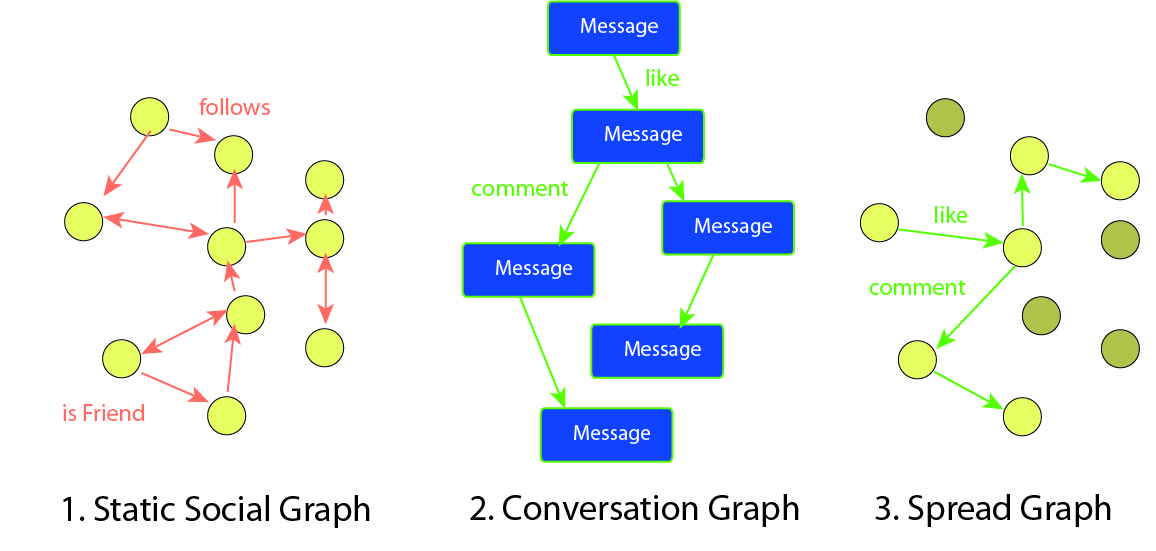 follows
is Friend
1. Static Social Graph
Message
like
Message
comment
Message
Message
Message
Message
2. Conversation Graph
like
comment
3. Spread Graph